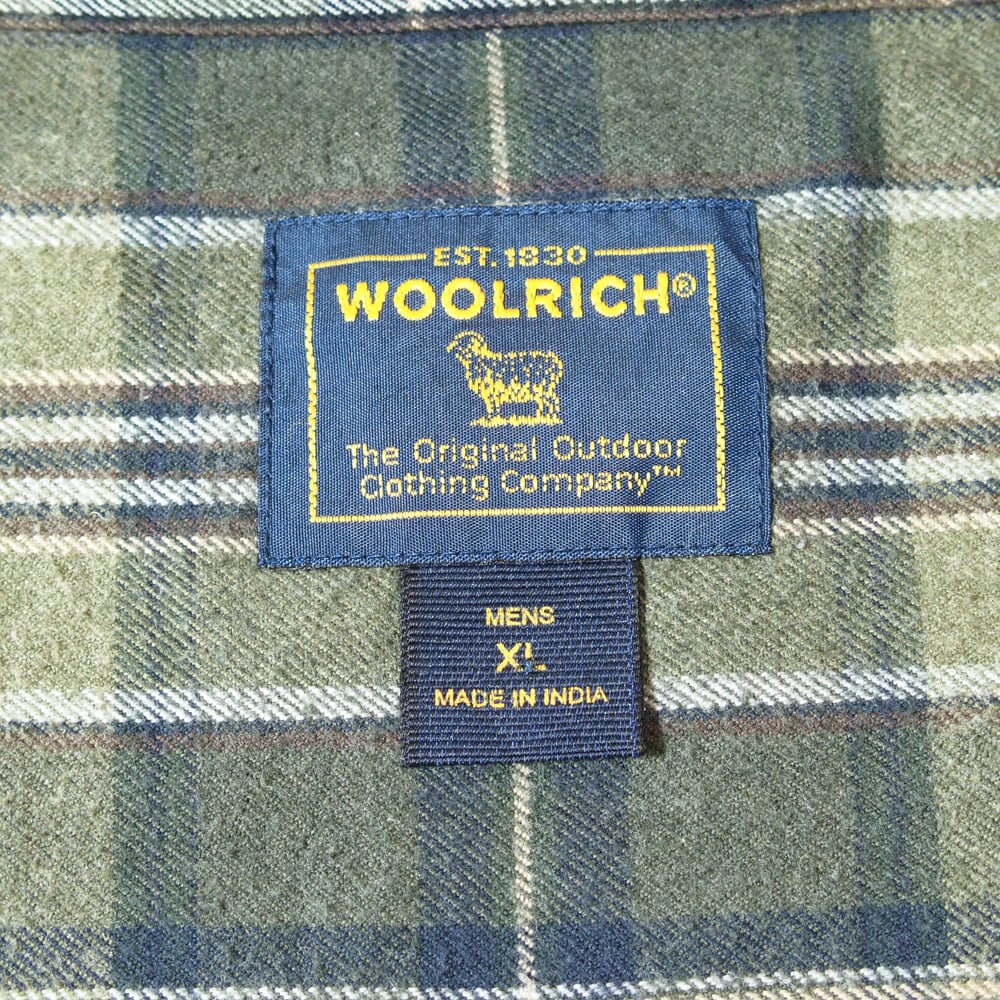 EST. 1830
WOOLRICH®
The Original Outdoor
Clothing Company™
MENS
XL
MADE IN INDIA